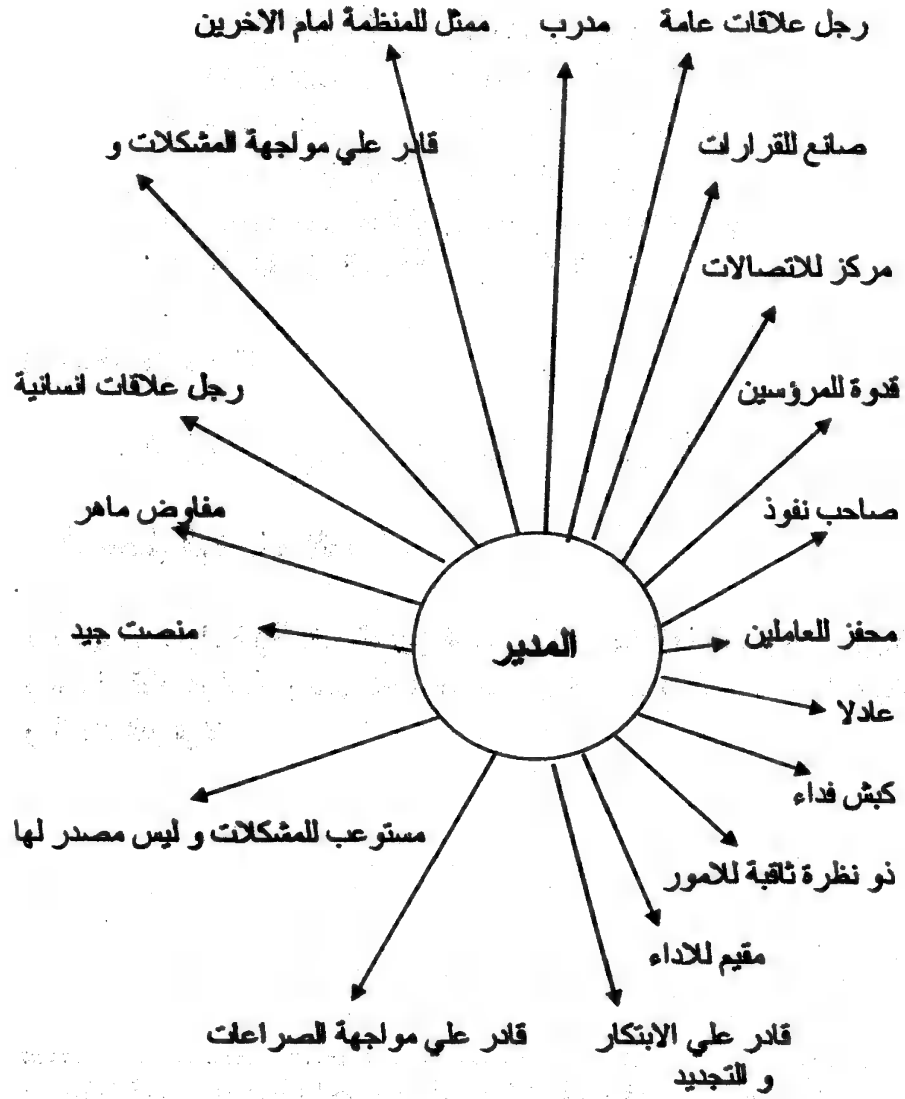 رجل علاقات عامة
مدرب
ممثل للمنظمة امام الاخرين
قادر علي مواجهة المشكلات و
صانع للقرارات
مركز للاتصالات
رجل علاقات انسانية
قدوة للمرؤسين
مفاوض ماهر
صاحب نفوذ
منصت جيد
المدير
محفز للعاملين
عادلا
كبش فداء
مستوعب للمشكلات و ليس مصدر لها
ذو نظرة ثاقبة للامور
مقيم للاداء
قادر علي الابتكار
و التجديد
قادر علي مواجهة الصراعات